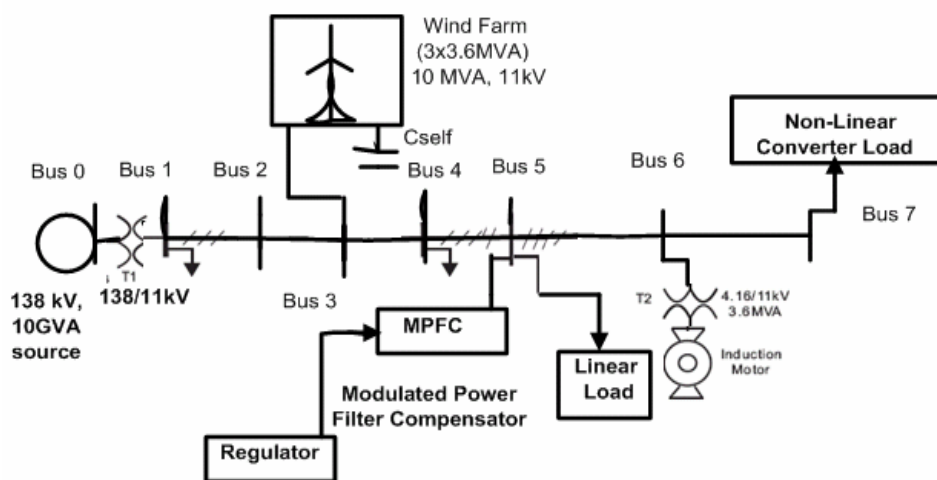 Wind Farm
(3x3.6MVA)
10 MVA, 11kV
Cself
Non-Linear
Converter Load
Bus 0
Bus 1
Bus 2
Bus 4
Bus 5
Bus 6
Bus 7
T1
138/11kV
Bus 3
138 kV,
10GVA
source
MPFC
T2
4.16/11kV
3.6MVA
Induction
Motor
Linear
Load
Modulated Power
Filter Compensator
Regulator